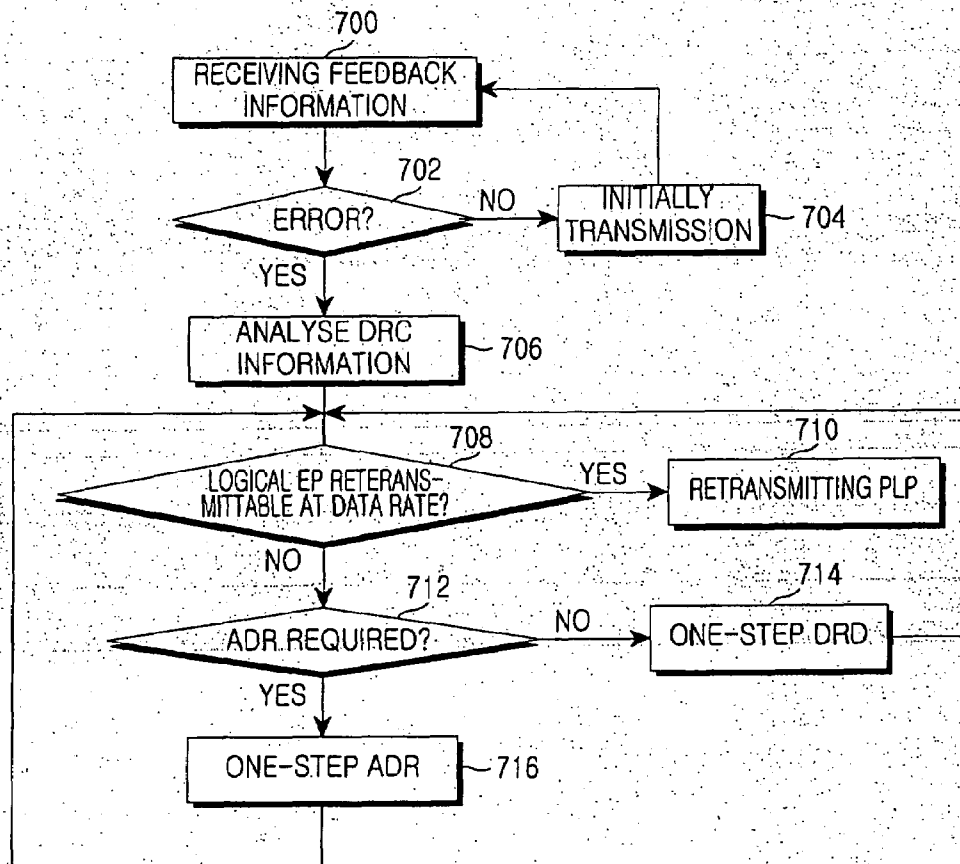 700
RECEIVING FEEDBACK
INFORMATION
702
ERROR?
NO
INITIALLY
TRANSMISSION
704
YES
ANALYSE DRC
INFORMATION
706
708
LOGICAL EP RETERANS-
MITTABLE AT DATA RATE?
YES
710
RETRANSMITTING PLP
NO
712
ADR REQUIRED?
NO
714
ONE-STEP DRD
YES
ONE-STEP ADR
716